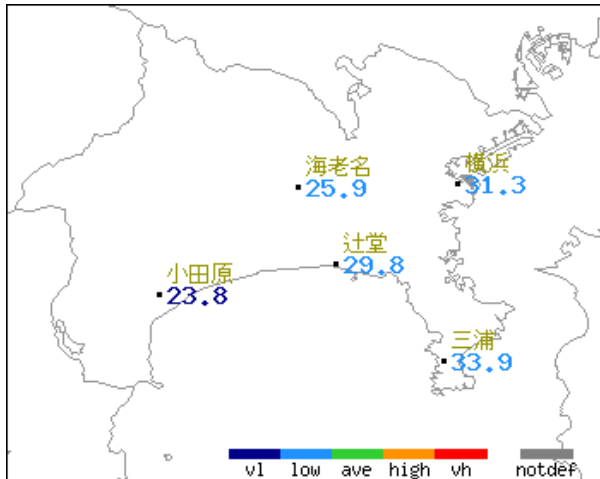 海老名
25.9
横浜
31.3
辻堂
29.8
小田原
23.8
三浦
33.9
vl low ave high vh notdef